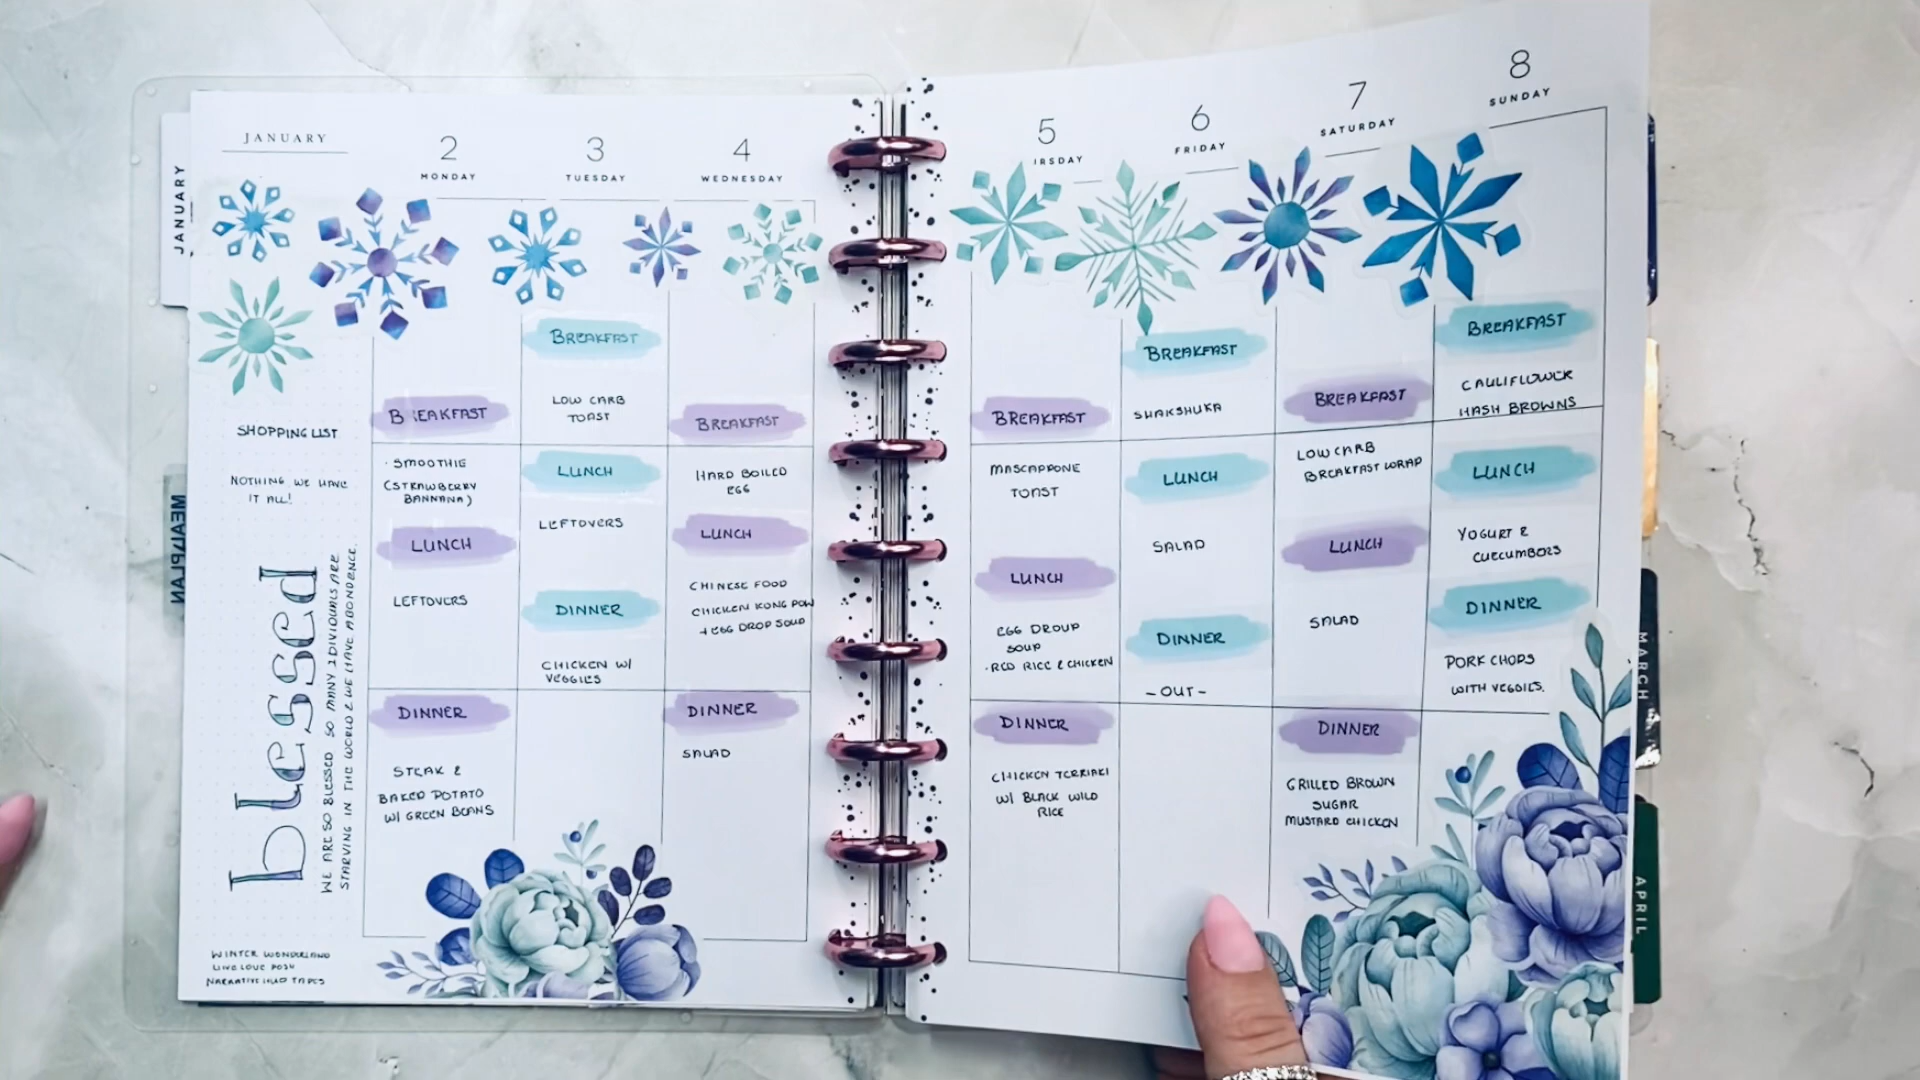 JANUARY
2
MONDAY
3
TUESDAY
4
WEDNESDAY
JANUARY
MEAL PLAN
SHOPPING LIST
NOTHING WE HAVE
IT ALL!
blessed
WE ARE SO BLESSED SO MANY INDIVIDUALS ARE
STARVING IN THE WORLD & WE HAVE ABONDENCE.
WINTER WONDERLAND
LIVE LOVE POSH
NARRATIVE TAPES
BREAKFAST
· SMOOTHIE
(STRAWBERRY
BANNANA)
LUNCH
LEFTOVERS
DINNER
STEAK &
BAKED POTATO
W/ GREEN BEANS
BREAKFAST
LOW CARB
TOAST
LUNCH
LEFTOVERS
DINNER
CHICKEN W/
VEGGIES
BREAKFAST
HARD BOILED
EGG
LUNCH
CHINESE FOOD
CHICKEN KONG POW
+ EGG DROP SOUP
DINNER
SALAD
5
IRSDAY
6
FRIDAY
7
SATURDAY
8
SUNDAY
BREAKFAST
MASCARPONE
TOAST
LUNCH
EGG DROUP
SOUP
· RED RICE & CHICKEN
DINNER
CHICKEN TERRIAKI
W/ BLACK WILD
RICE
BREAKFAST
SHAKSHUKA
LUNCH
SALAD
DINNER
- OUT -
BREAKFAST
LOW CARB
BREAKFAST WRAP
LUNCH
SALAD
DINNER
GRILLED BROWN
SUGAR
MUSTARD CHICKEN
BREAKFAST
CAULIFLOWER
HASH BROWNS
LUNCH
YOGURT &
CUECUMBERS
DINNER
PORK CHOPS
WITH VEGGIES.
MARCH
APRIL